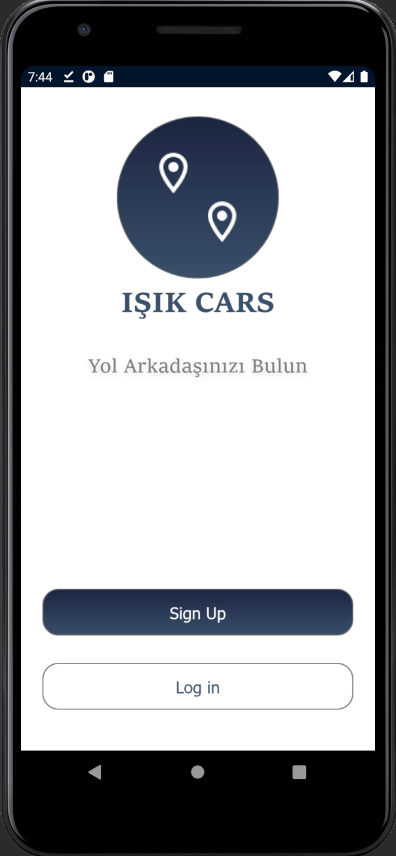 7:44
IŞIK CARS
Yol Arkadaşınızı Bulun
Sign Up
Log in